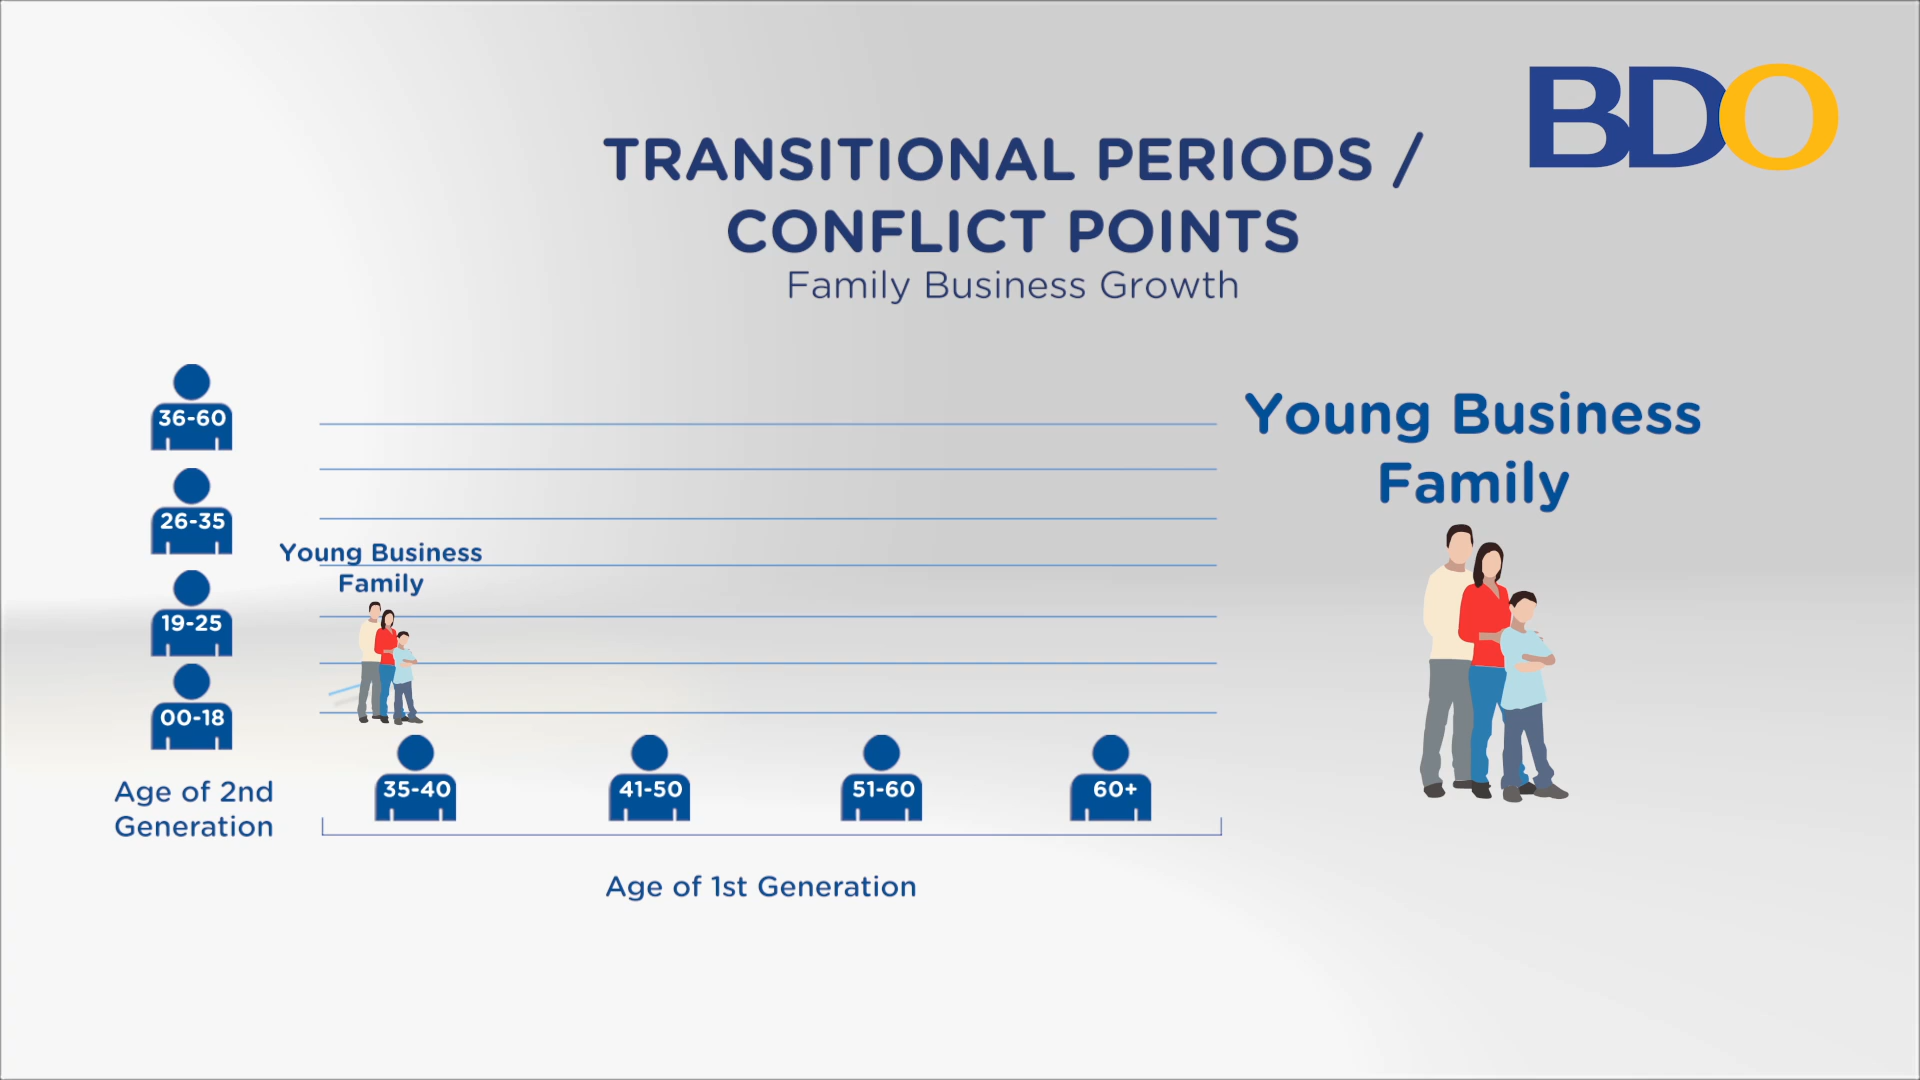 BDO
TRANSITIONAL PERIODS /
CONFLICT POINTS
Family Business Growth
36-60
26-35
19-25
00-18
Age of 2nd
Generation
Young Business
Family
35-40
41-50
51-60
60+
Age of 1st Generation
Young Business
Family